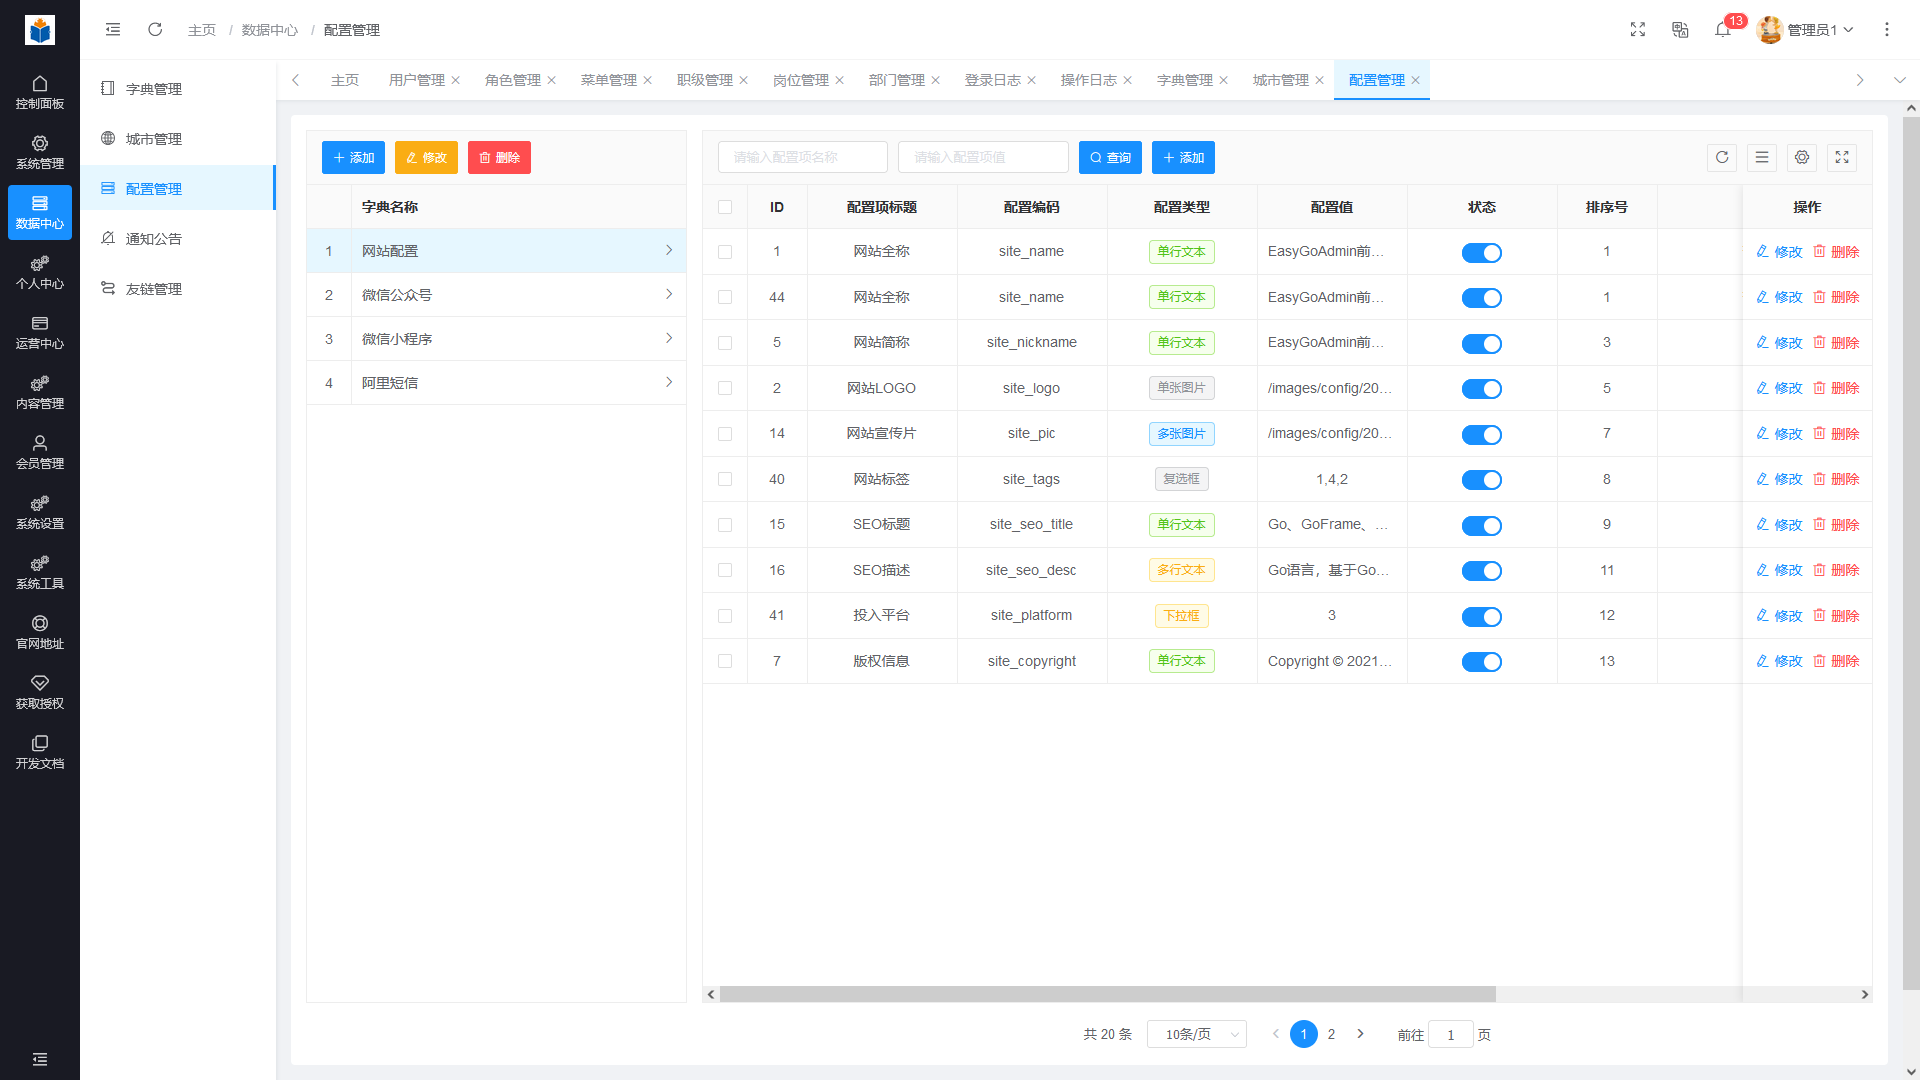 主页 / 数据中心 / 配置管理
13
管理员1
控制面板
系统管理
数据中心
个人中心
运营中心
内容管理
会员管理
系统设置
系统工具
官网地址
获取授权
开发文档
字典管理
城市管理
配置管理
通知公告
友链管理
主页 用户管理 角色管理 菜单管理 职级管理 岗位管理 部门管理 登录日志 操作日志 字典管理 城市管理 配置管理
添加 修改 删除
字典名称
1 网站配置
2 微信公众号
3 微信小程序
4 阿里短信
请输入配置项名称 请输入配置项值 查询 添加
ID 配置项标题 配置编码 配置类型 配置值 状态 排序号 操作
1 网站全称 site_name 单行文本 EasyGoAdmin前... 1 修改 删除
44 网站全称 site_name 单行文本 EasyGoAdmin前... 1 修改 删除
5 网站简称 site_nickname 单行文本 EasyGoAdmin前... 3 修改 删除
2 网站LOGO site_logo 单张图片 /images/config/20... 5 修改 删除
14 网站宣传片 site_pic 多张图片 /images/config/20... 7 修改 删除
40 网站标签 site_tags 复选框 1,4,2 8 修改 删除
15 SEO标题 site_seo_title 单行文本 Go、GoFrame、... 9 修改 删除
16 SEO描述 site_seo_desc 多行文本 Go语言，基于Go... 11 修改 删除
41 投入平台 site_platform 下拉框 3 12 修改 删除
7 版权信息 site_copyright 单行文本 Copyright © 2021... 13 修改 删除
共 20 条 10条/页 1 2 前往 1 页